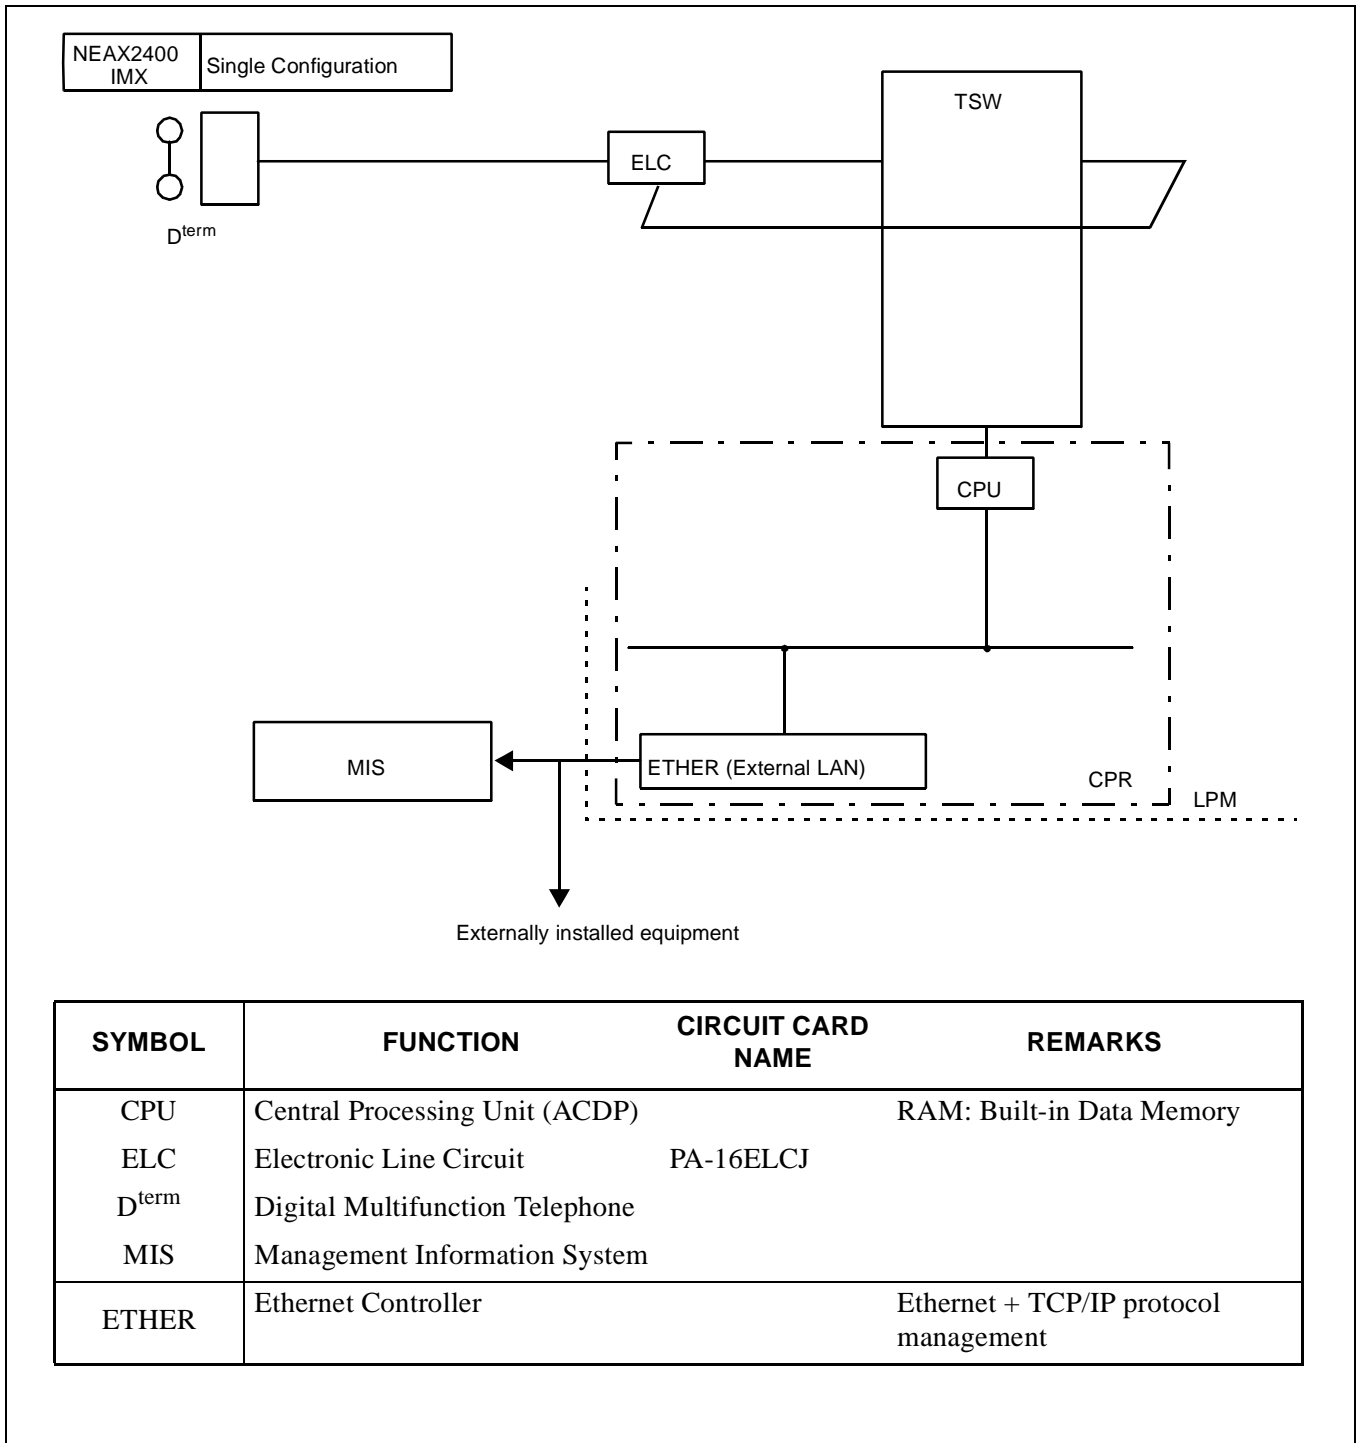 NEAX2400
IMX
Single Configuration
TSW
ELC
Dterm
CPU
MIS
ETHER (External LAN)
CPR
LPM
Externally installed equipment
SYMBOL FUNCTION CIRCUIT CARD NAME REMARKS
CPU Central Processing Unit (ACDP) RAM: Built-in Data Memory
ELC Electronic Line Circuit PA-16ELCJ
Dterm Digital Multifunction Telephone
MIS Management Information System
ETHER Ethernet Controller Ethernet + TCP/IP protocol
management